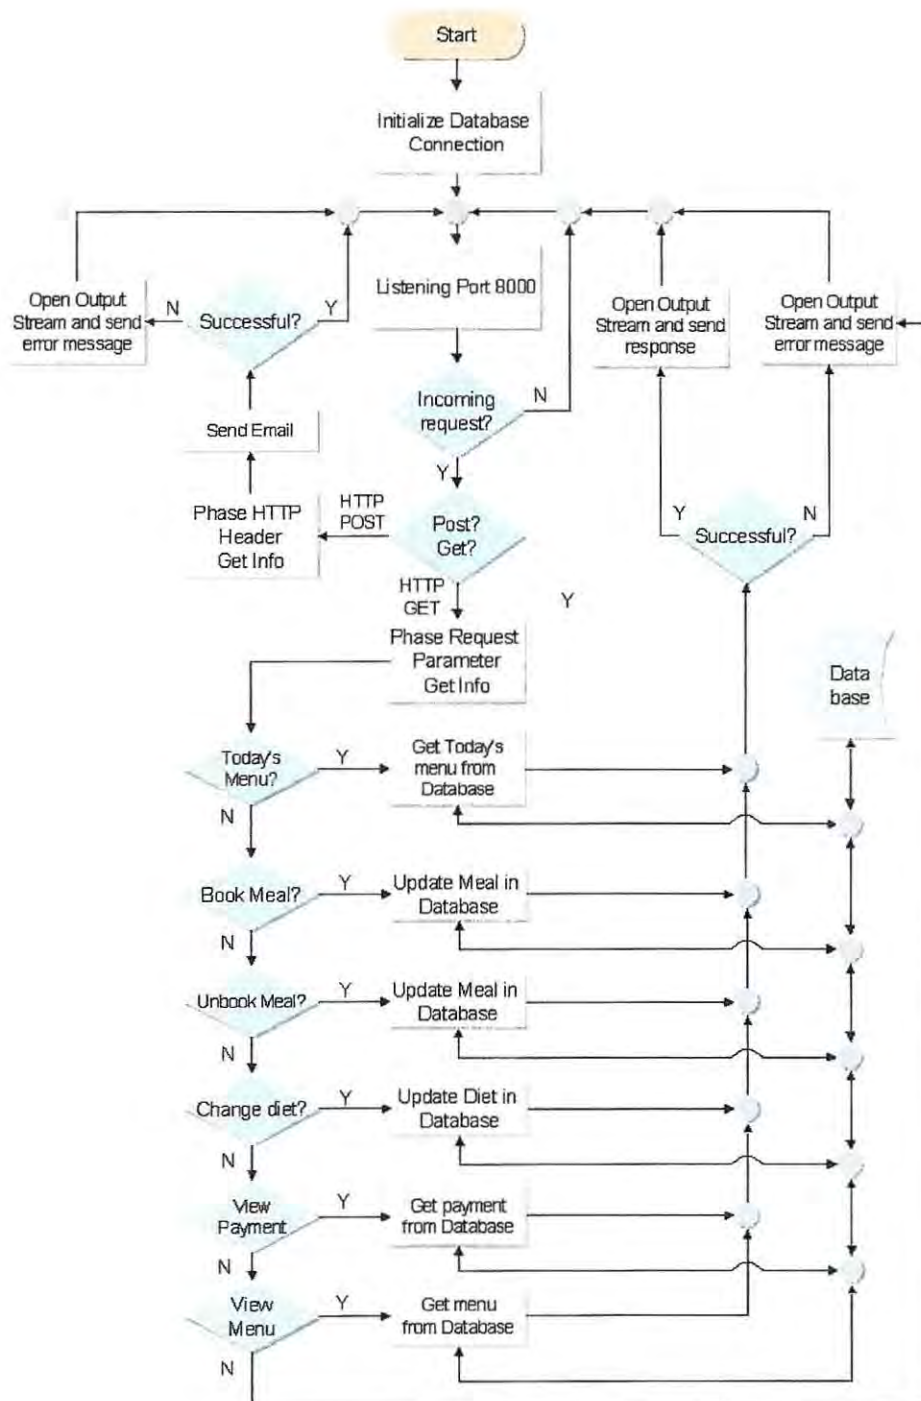 Start
Initialize Database
Connection
Listening Port 8000
Open Output
Stream and send
error message
N
Successful?
Y
Open Output
Stream and send
response
Open Output
Stream and send
error message
Incoming
request?
N
Send Email
Y
HTTP
POST
Phase HTTP
Header
Get Info
Post?
Get?
Y
Successful?
N
HTTP
GET
Y
Phase Request
Parameter
Get Info
Data
base
Today's
Menu?
Y
Get Today's
menu from
Database
N
Book Meal?
Y
Update Meal in
Database
N
Unbook Meal?
Y
Update Meal in
Database
N
Change diet?
Y
Update Diet in
Database
N
View
Payment
Y
Get payment
from Database
N
View
Menu
Y
Get menu
from Database
N